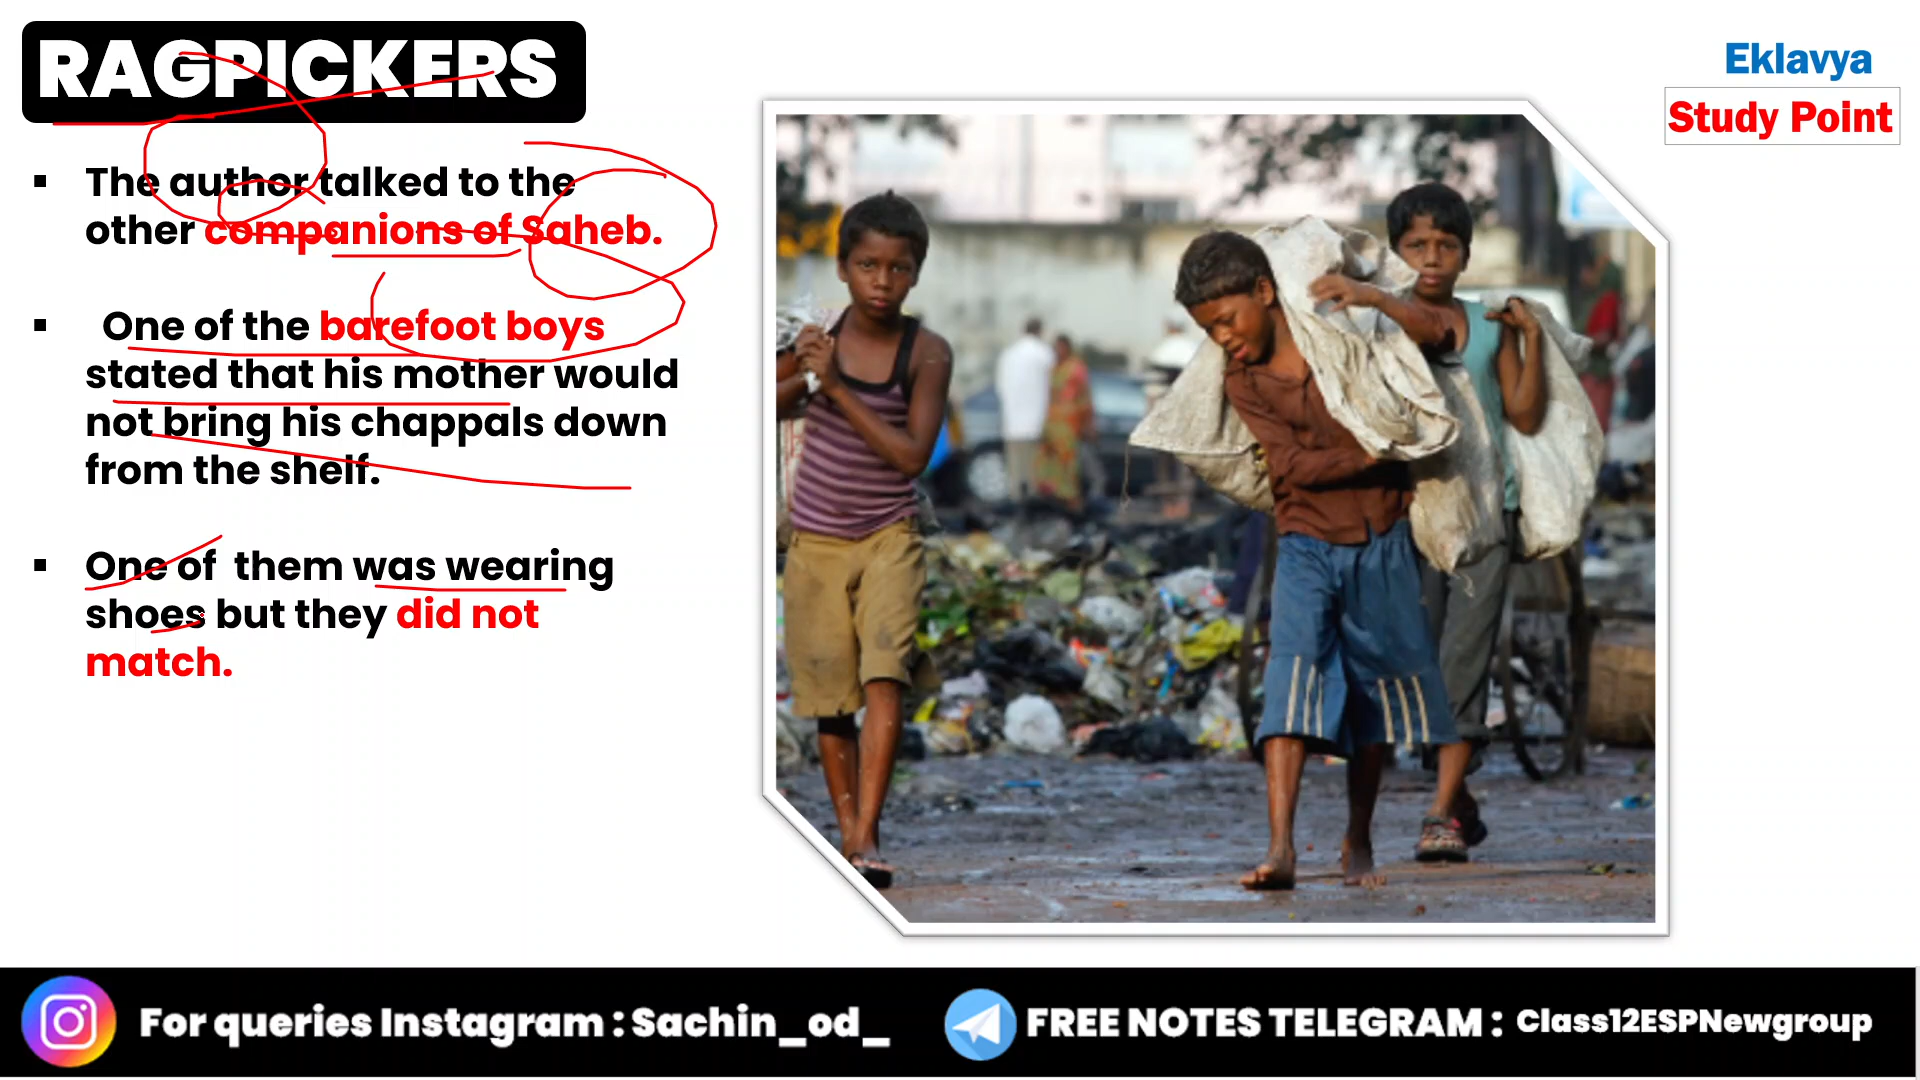 RAGPICKERS
Eklavya
Study Point
▪ The author talked to the
other companions of Saheb.
▪ One of the barefoot boys
stated that his mother would
not bring his chappals down
from the shelf.
▪ One of them was wearing
shoes but they did not
match.
For queries Instagram : Sachin_od_
FREE NOTES TELEGRAM : Class12ESPNewgroup